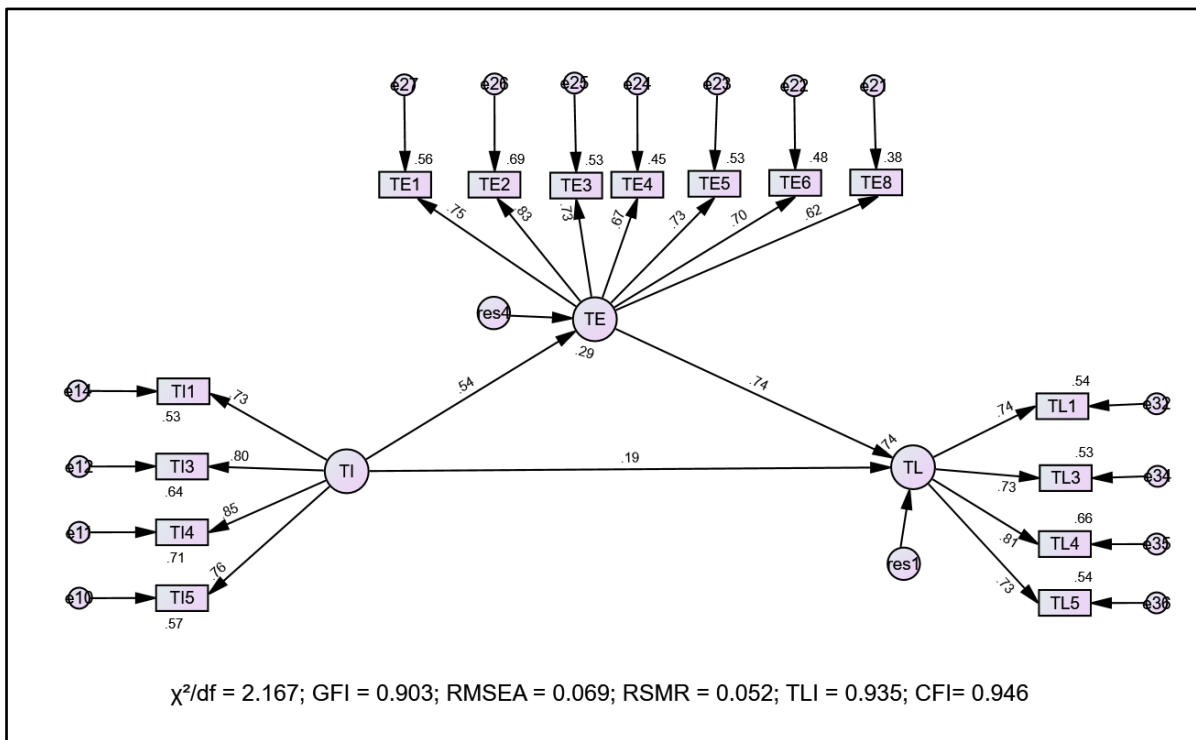 e27 e26 e25 e24 e23 e22 e21
.56 .69 .53 .45 .53 .48 .38
TE1 TE2 TE3 TE4 TE5 TE6 TE8
.75 .83 .73 .67 .73 .70 .62
res4 TE
.29
.54 .74
e14 TI1 .73
.53
e12 TI3 .80
.64
e11 TI4 .85
.71
e10 TI5 .76
.57
TI .19 .74 TL
res1
.54
.74 TL1 e32
.53
.73 TL3 e34
.66
.81 TL4 e35
.54
.73 TL5 e36
χ²/df = 2.167; GFI = 0.903; RMSEA = 0.069; RSMR = 0.052; TLI = 0.935; CFI= 0.946